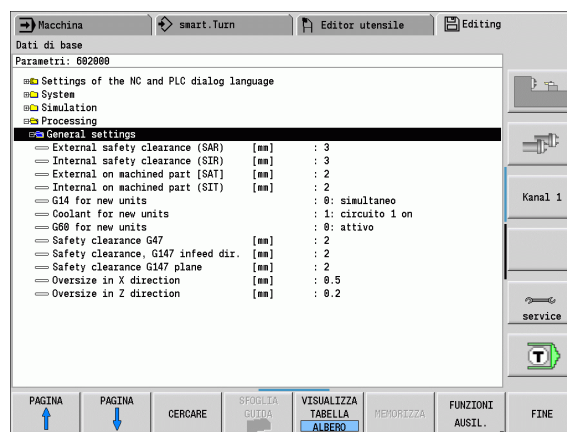 Macchina smart.Turn Editor utensile Editing
Dati di base
Parametri: 602000
Settings of the NC and PLC dialog language
System
Simulation
Processing
General settings
External safety clearance (SAR) [mm] : 3
Internal safety clearance (SIR) [mm] : 3
External on machined part [SAT] [mm] : 2
Internal on machined part (SIT) [mm] : 2
G14 for new units : 0: simultaneo
Coolant for new units : 1: circuito 1 on
G60 for new units : 0: attivo
Safety clearance G47 [mm] : 2
Safety clearance, G147 infeed dir. [mm] : 2
Safety clearance G147 plane [mm] : 2
Oversize in X direction [mm] : 0.5
Oversize in Z direction [mm] : 0.2
Kanal 1
service
T
PAGINA PAGINA CERCARE SFOGLIA GUIDA VISUALIZZA TABELLA ALBERO MEMORIZZA FUNZIONI AUSIL. FINE